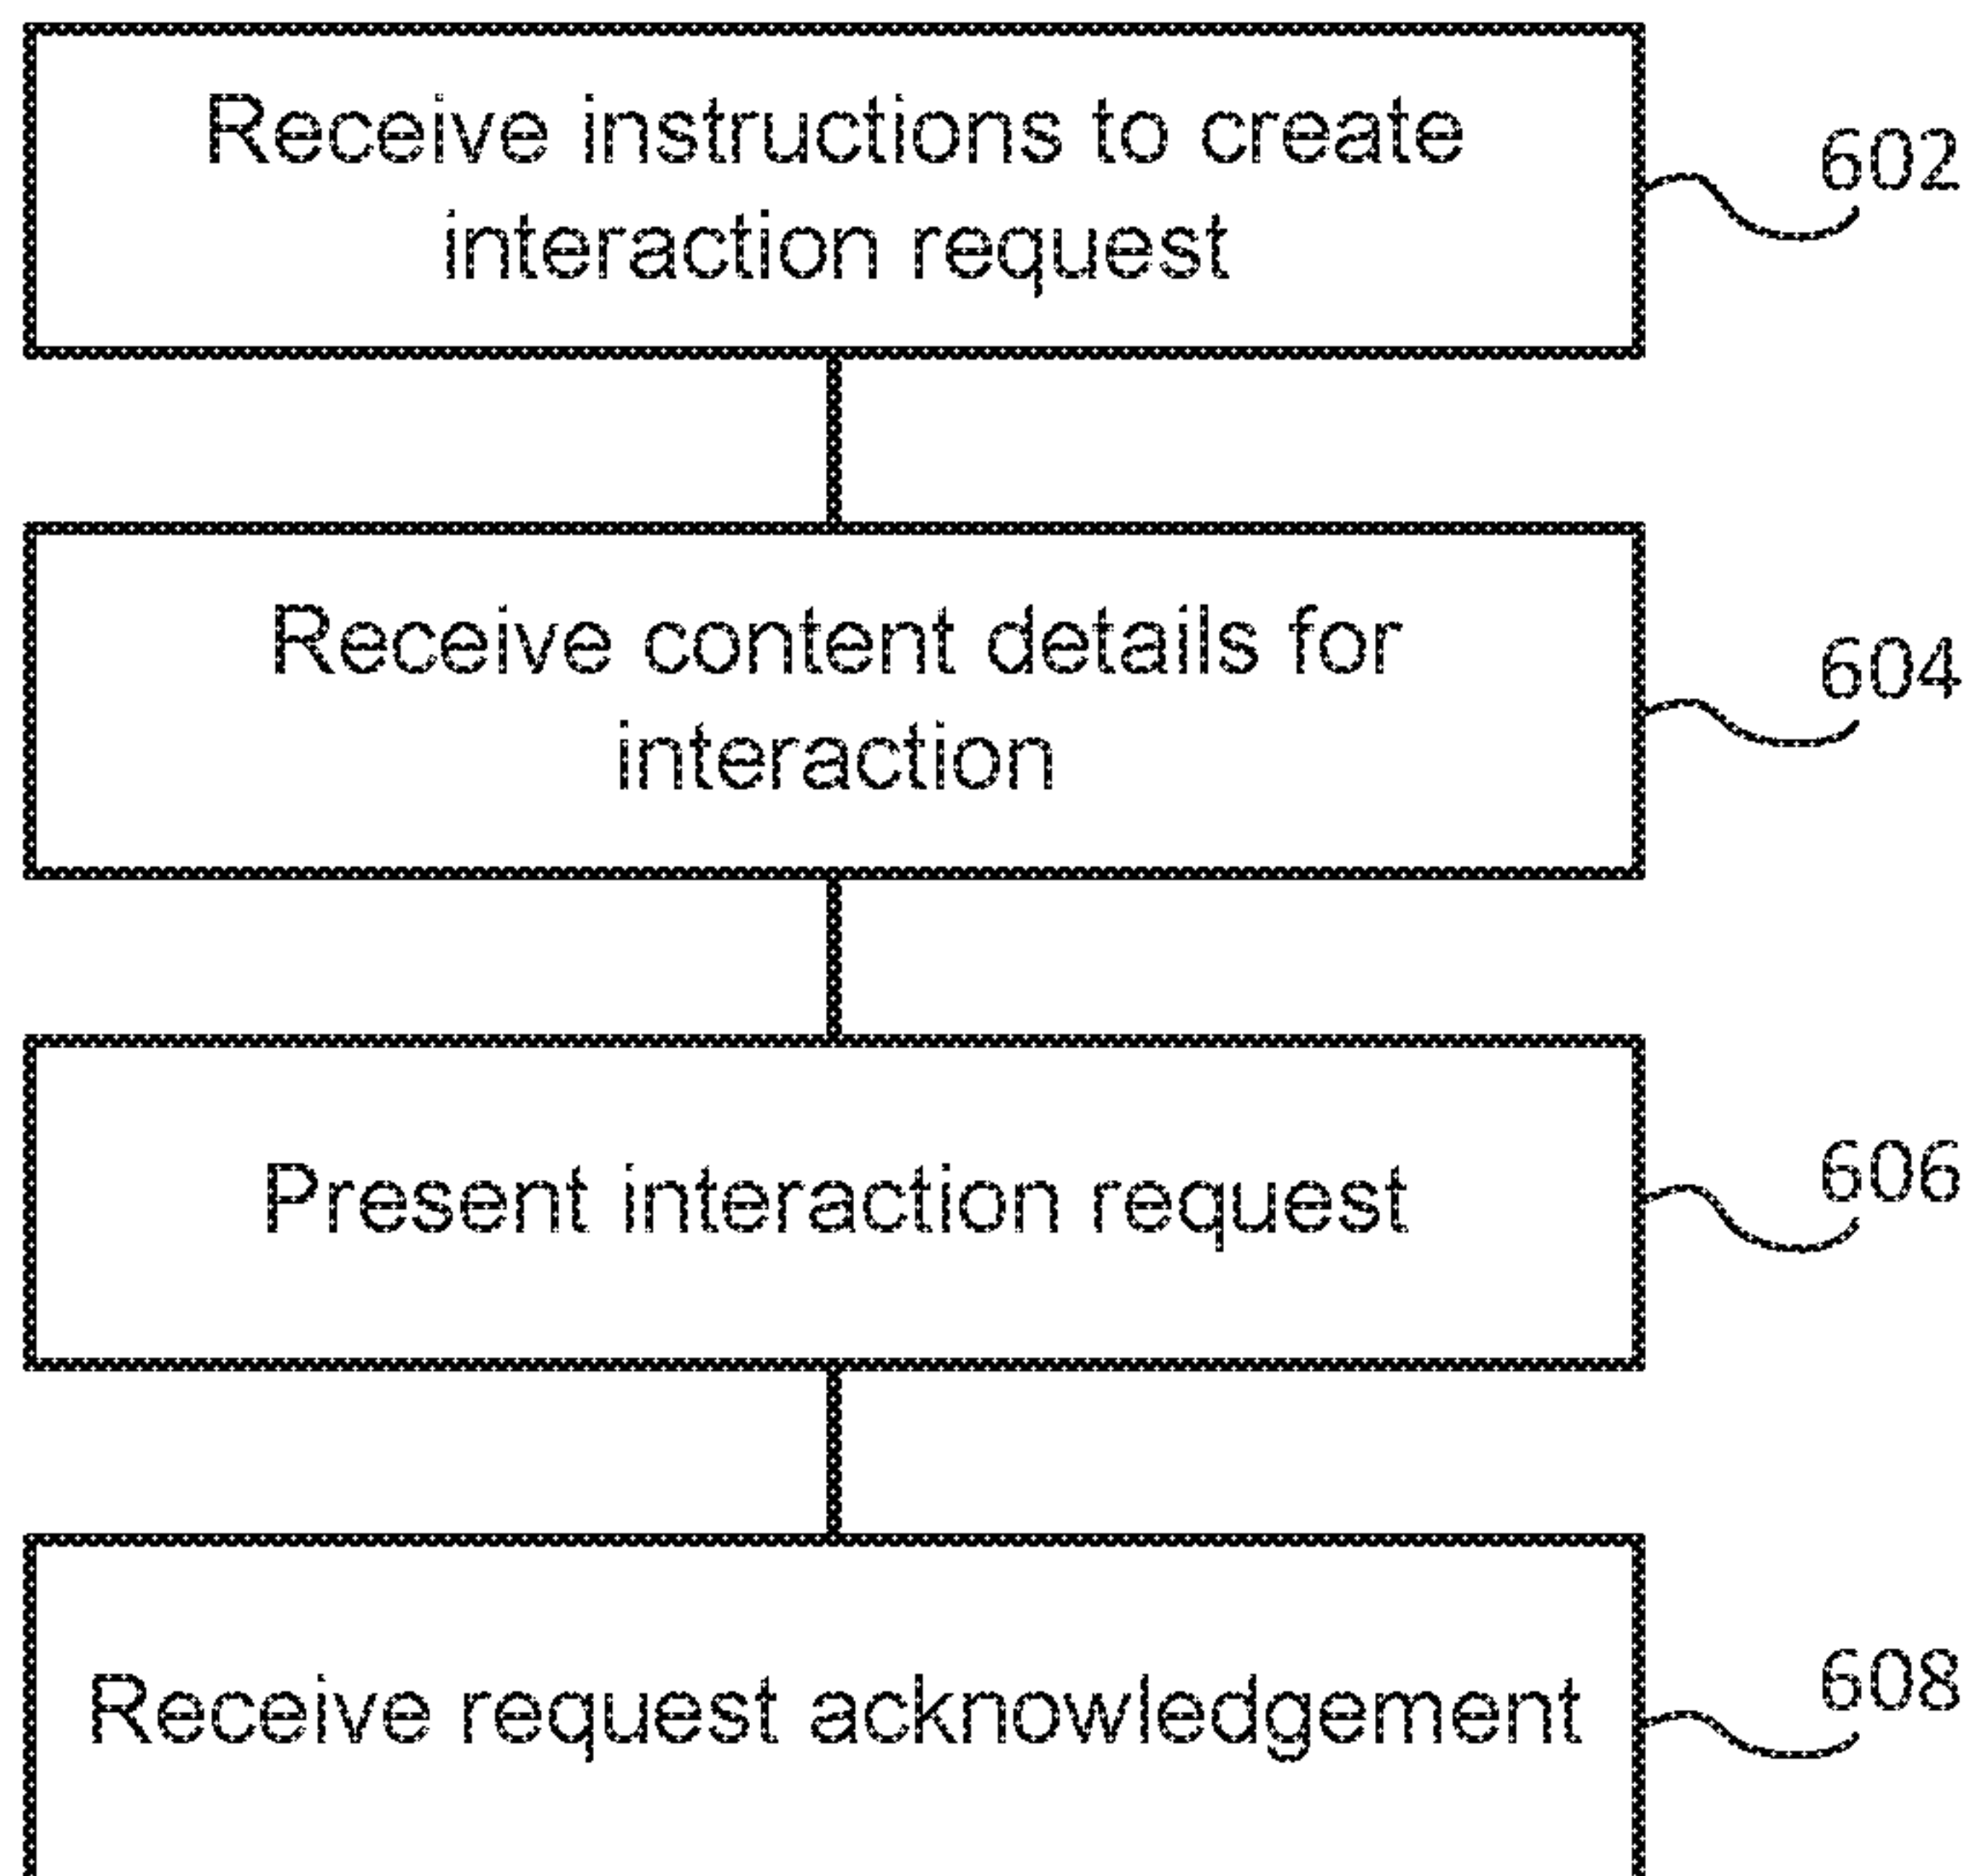 Receive instructions to create
interaction request
602
Receive content details for
interaction
604
Present interaction request
606
Receive request acknowledgement
608